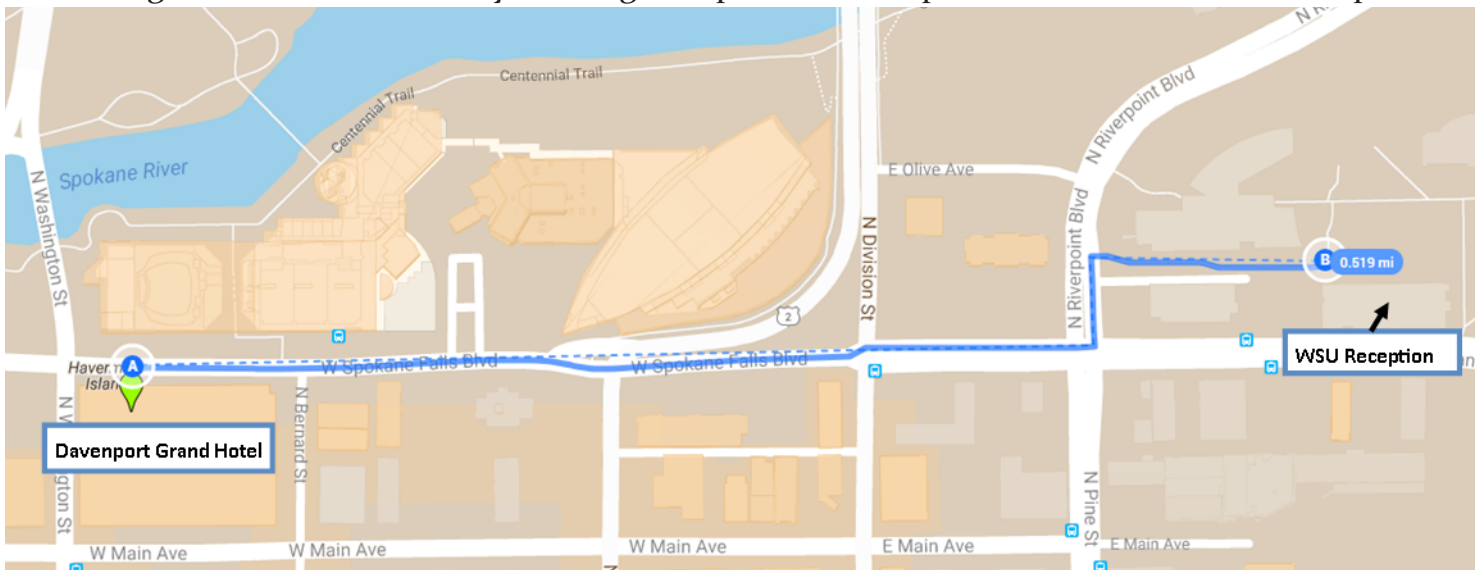 Centennial Trail
Centennial Trail
N Riverpoint Blvd
Spokane River
N Washington St
E Olive Ave
N Riverpoint Blvd
N Division St
B
0.519 mi
N Riverpoint Blvd
2
WSU Reception
A
W Spokane Falls Blvd
W Spokane Falls Blvd
Davenport Grand Hotel
N Bernard St
N Pine St
W Main Ave
W Main Ave
W Main Ave
E Main Ave
E Main Ave